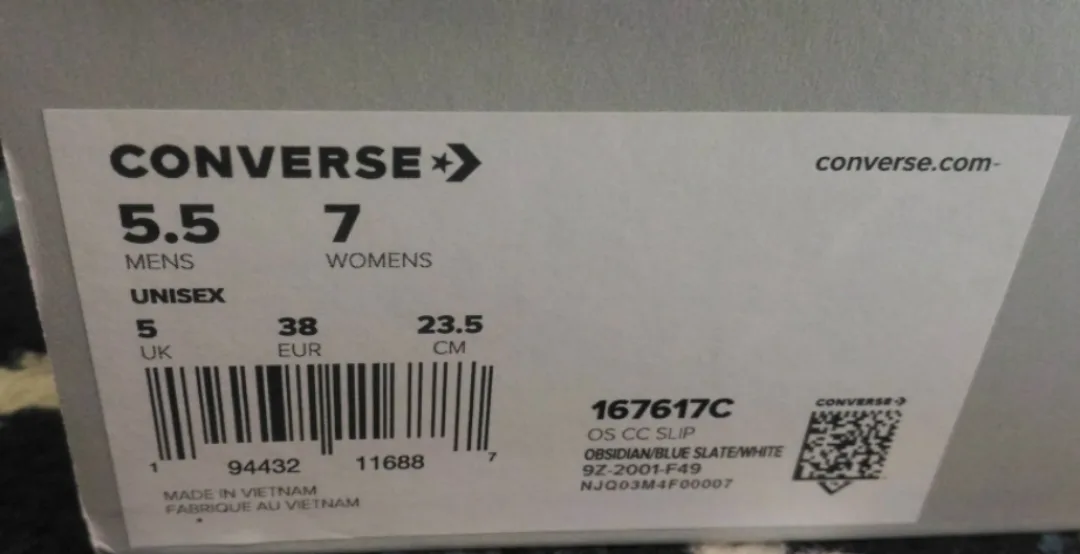 CONVERSE
converse.com
5.5 7
MENS WOMENS
UNISEX
5 38 23.5
UK EUR CM
1 94432 11688 7
MADE IN VIETNAM
FABRIQUE AU VIETNAM
CONVERSE
167617C
OS CC SLIP
OBSIDIAN/BLUE SLATE/WHITE
9Z-2001-F49
NJQ03M4F00007